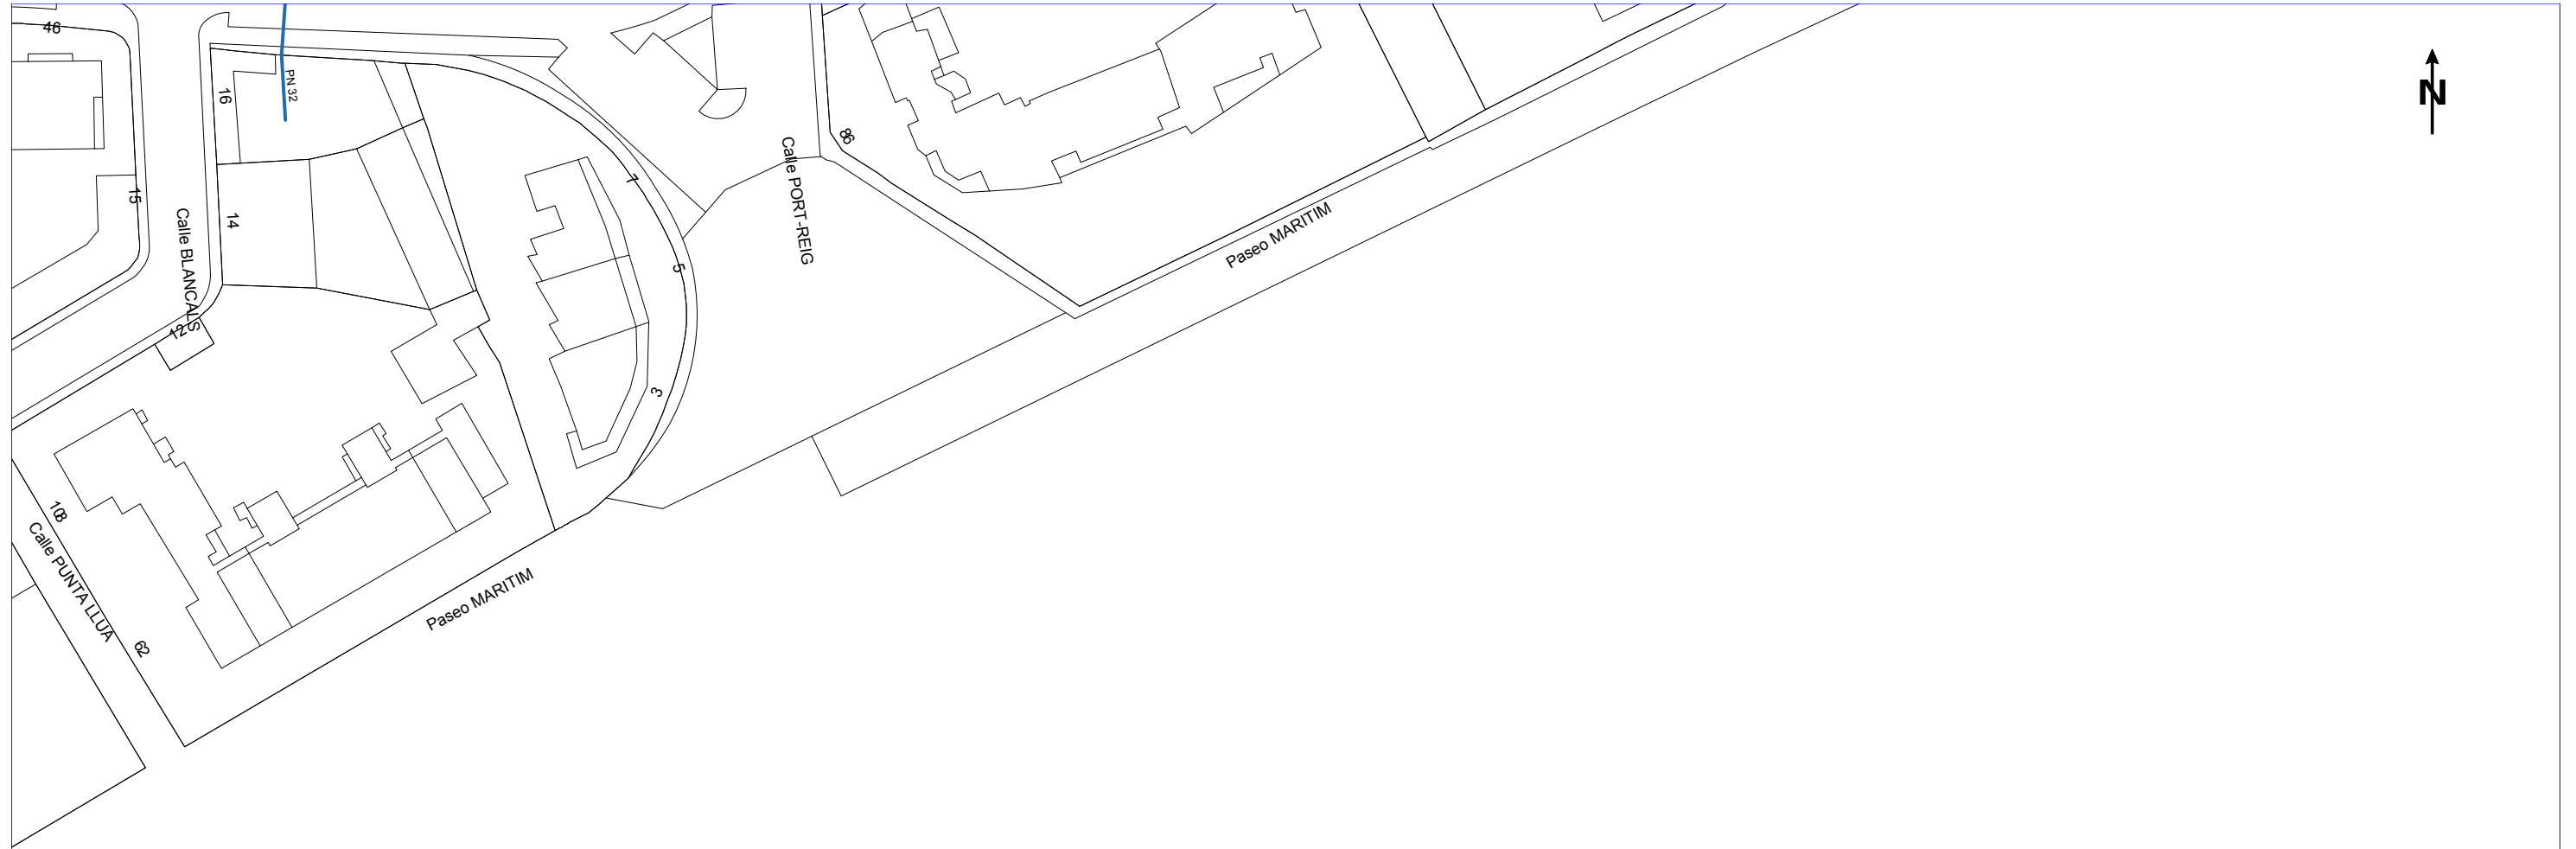 46
PN 32
16
86
15
7
14
Calle BLANCALS
Calle PORT-REIG
Paseo MARITIM
5
12
3
108
Calle PUNTA LLUA
62
Paseo MARITIM
N